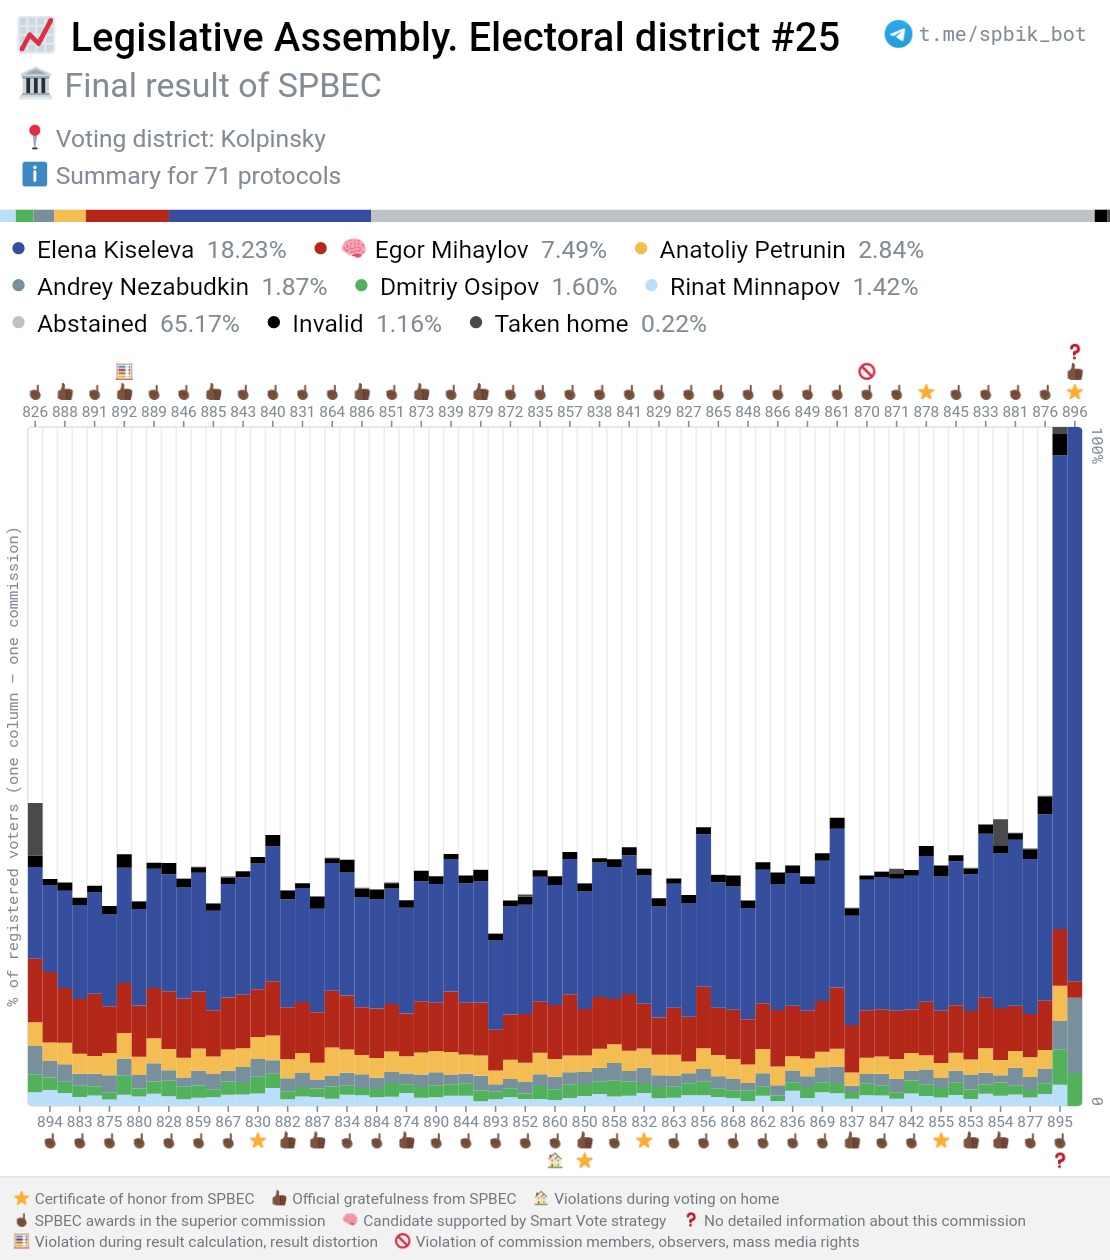 Legislative Assembly. Electoral district #25
t.me/spbik_bot
Final result of SPBEC
Voting district: Kolpinsky
Summary for 71 protocols
Elena Kiseleva 18.23% Egor Mihaylov 7.49% Anatoliy Petrunin 2.84%
Andrey Nezabudkin 1.87% Dmitriy Osipov 1.60% Rinat Minnapov 1.42%
Abstained 65.17% Invalid 1.16% Taken home 0.22%
826 888 891 892 889 846 885 843 840 831 864 886 851 873 839 879 872 835 857 838 841 829 827 865 848 866 849 861 870 871 878 845 833 881 876 896
100%
% of registered voters (one column – one commission)
0
894 883 875 880 828 859 867 830 882 887 834 884 874 890 844 893 852 860 850 858 832 863 856 868 862 836 869 837 847 842 855 853 854 877 895
Certificate of honor from SPBEC Official gratefulness from SPBEC Violations during voting on home
SPBEC awards in the superior commission Candidate supported by Smart Vote strategy No detailed information about this commission
Violation during result calculation, result distortion Violation of commission members, observers, mass media rights